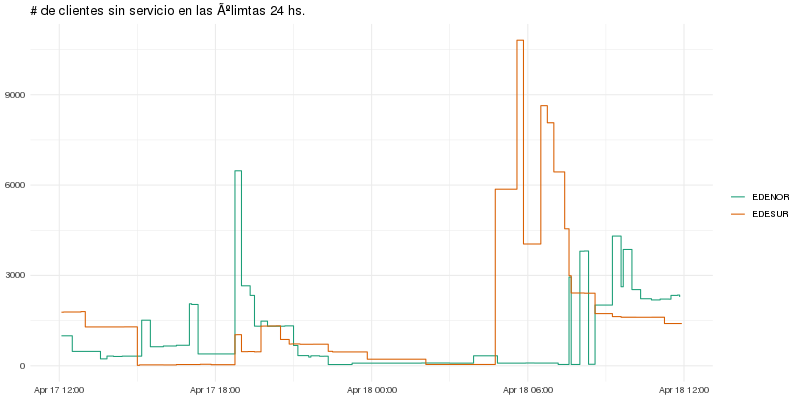 # de clientes sin servicio en las Ãºlimtas 24 hs.
9000
6000
3000
0
Apr 17 12:00
Apr 17 18:00
Apr 18 00:00
Apr 18 06:00
Apr 18 12:00
EDENOR
EDESUR